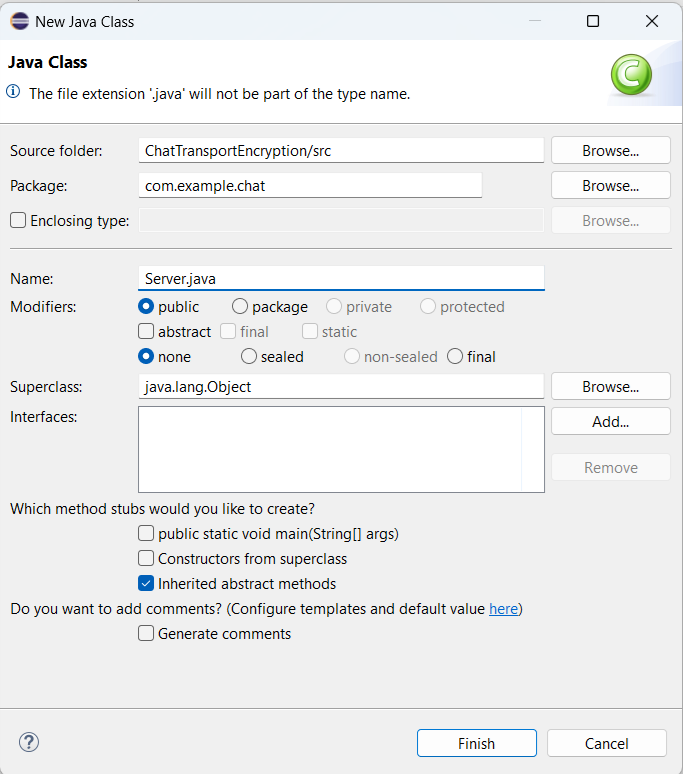 New Java Class
Java Class
The file extension '.java' will not be part of the type name.
Source folder: ChatTransportEncryption/src Browse...
Package: com.example.chat Browse...
Enclosing type: Browse...
Name: Server.java
Modifiers: public package private protected
abstract final static
none sealed non-sealed final
Superclass: java.lang.Object Browse...
Interfaces: Add...
Remove
Which method stubs would you like to create?
public static void main(String[] args)
Constructors from superclass
Inherited abstract methods
Do you want to add comments? (Configure templates and default value here)
Generate comments
? Finish Cancel